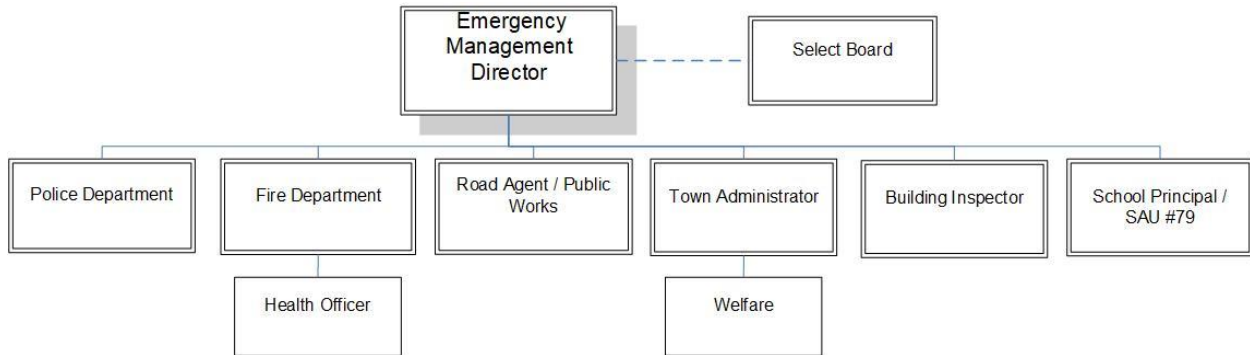 Emergency
Management
Director
Select Board
Police Department
Fire Department
Road Agent / Public
Works
Town Administrator
Building Inspector
School Principal /
SAU #79
Health Officer
Welfare